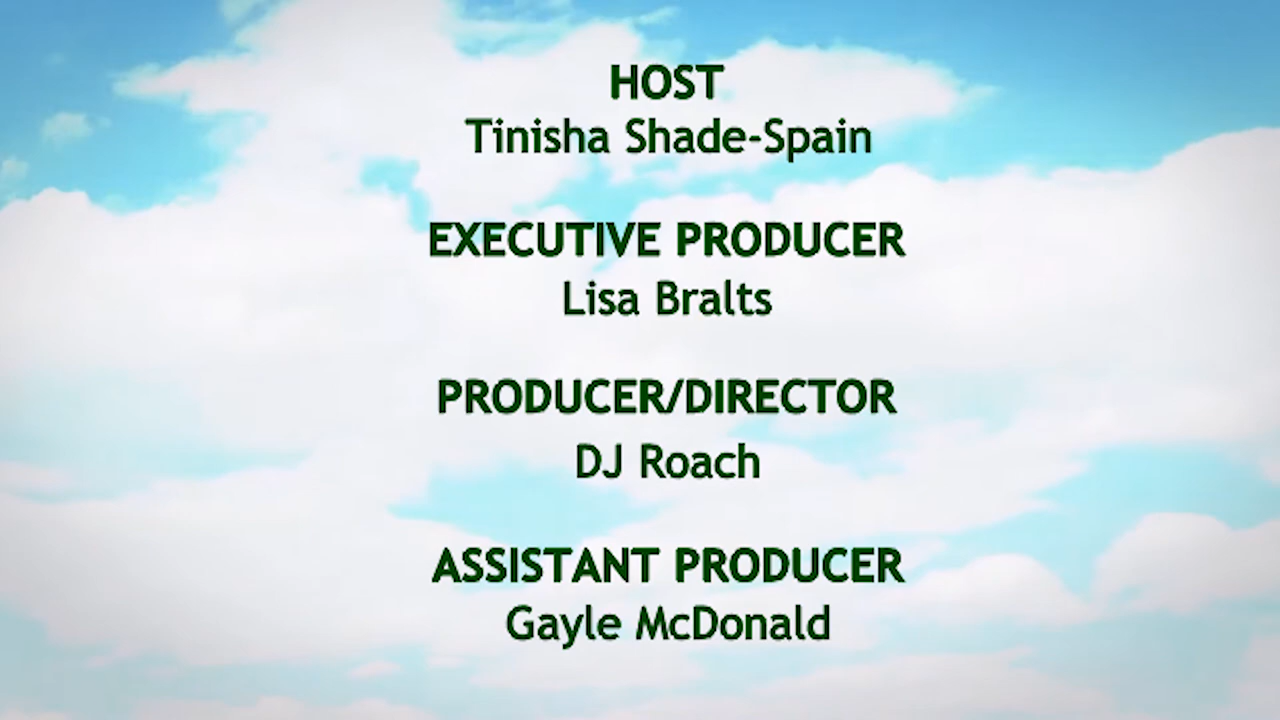 HOST
Tinisha Shade-Spain
EXECUTIVE PRODUCER
Lisa Bralts
PRODUCER/DIRECTOR
DJ Roach
ASSISTANT PRODUCER
Gayle McDonald